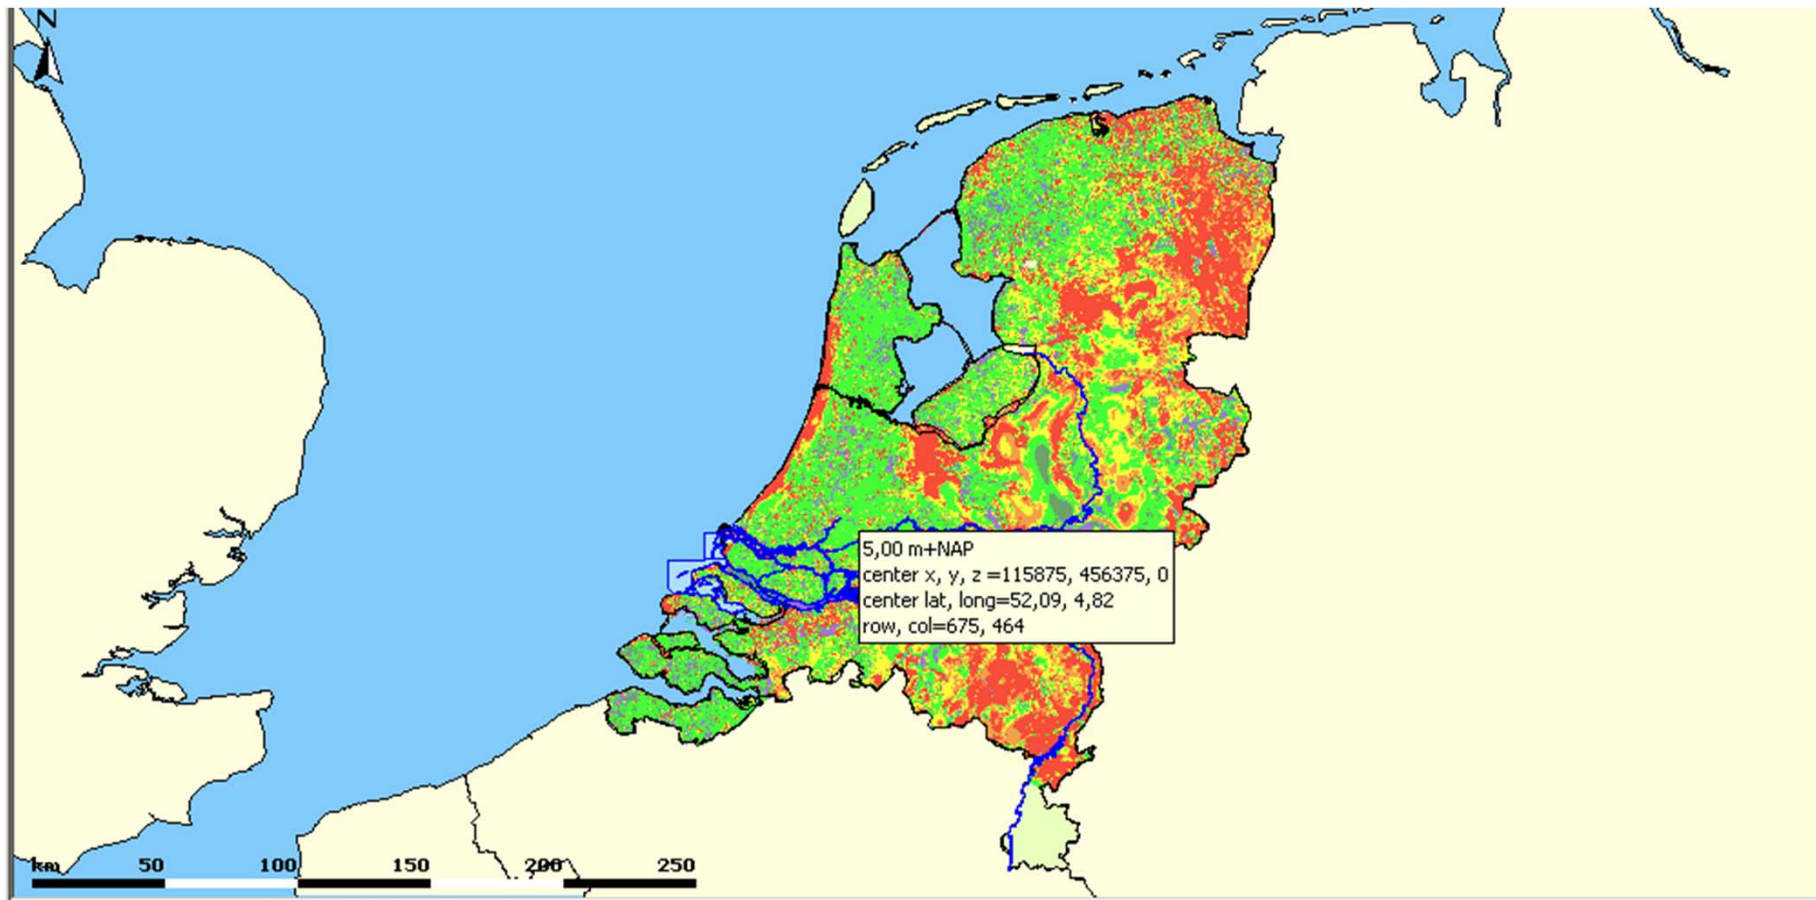 N
5,00 m+NAP
center x, y, z =115875, 456375, 0
center lat, long=52,09, 4,82
row, col=675, 464
km 50 100 150 200 250